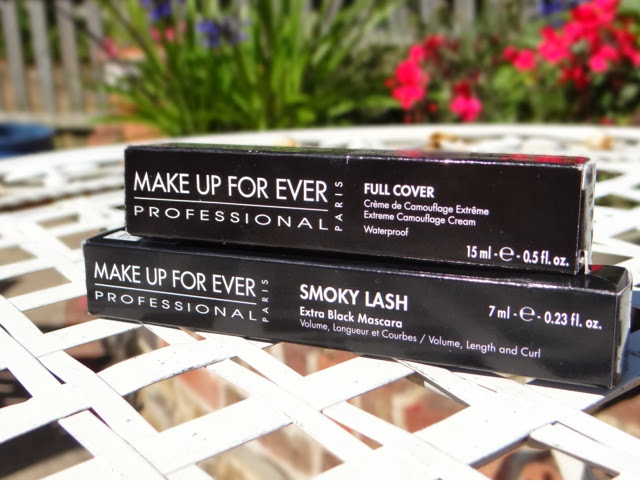 MAKE UP FOR EVER
PROFESSIONAL
PARIS
FULL COVER
Crème de Camouflage Extrême
Extreme Camouflage Cream
Waterproof
15 ml - ℮ - 0.5 fl. oz.
MAKE UP FOR EVER
PROFESSIONAL
PARIS
SMOKY LASH
Extra Black Mascara
Volume, Longueur et Courbes / Volume, Length and Curl
7 ml - ℮ - 0.23 fl. oz.